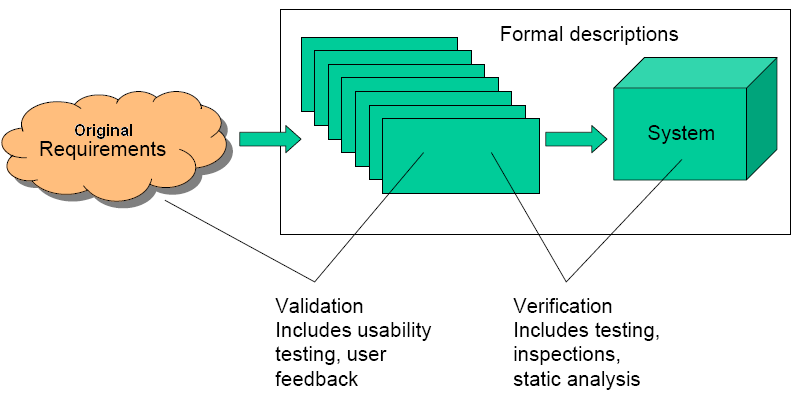 Formal descriptions
Original
Requirements
System
Validation
Includes usability
testing, user
feedback
Verification
Includes testing,
inspections,
static analysis